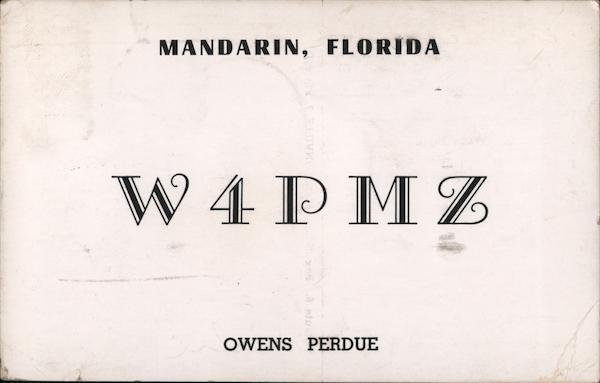 MANDARIN, FLORIDA
W4PMZ
OWENS PERDUE